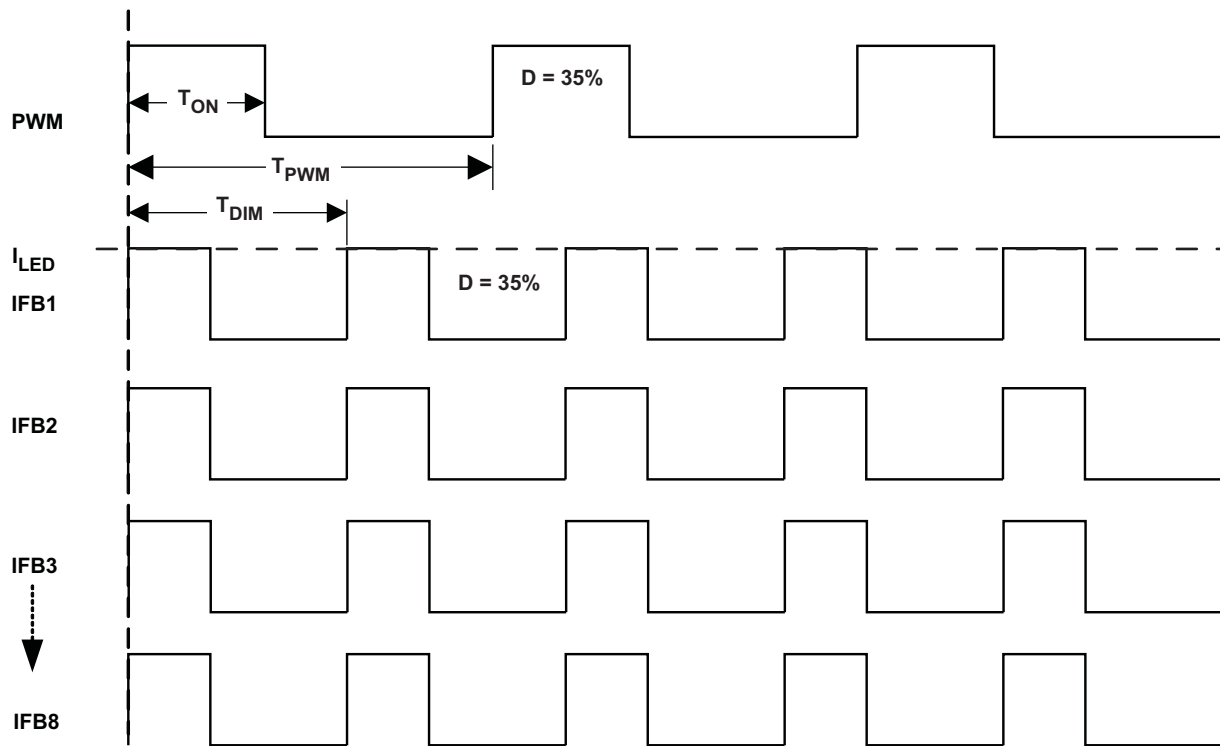 D = 35%
T_ON
PWM
T_PWM
T_DIM
I_LED
IFB1
D = 35%
IFB2
IFB3
IFB8